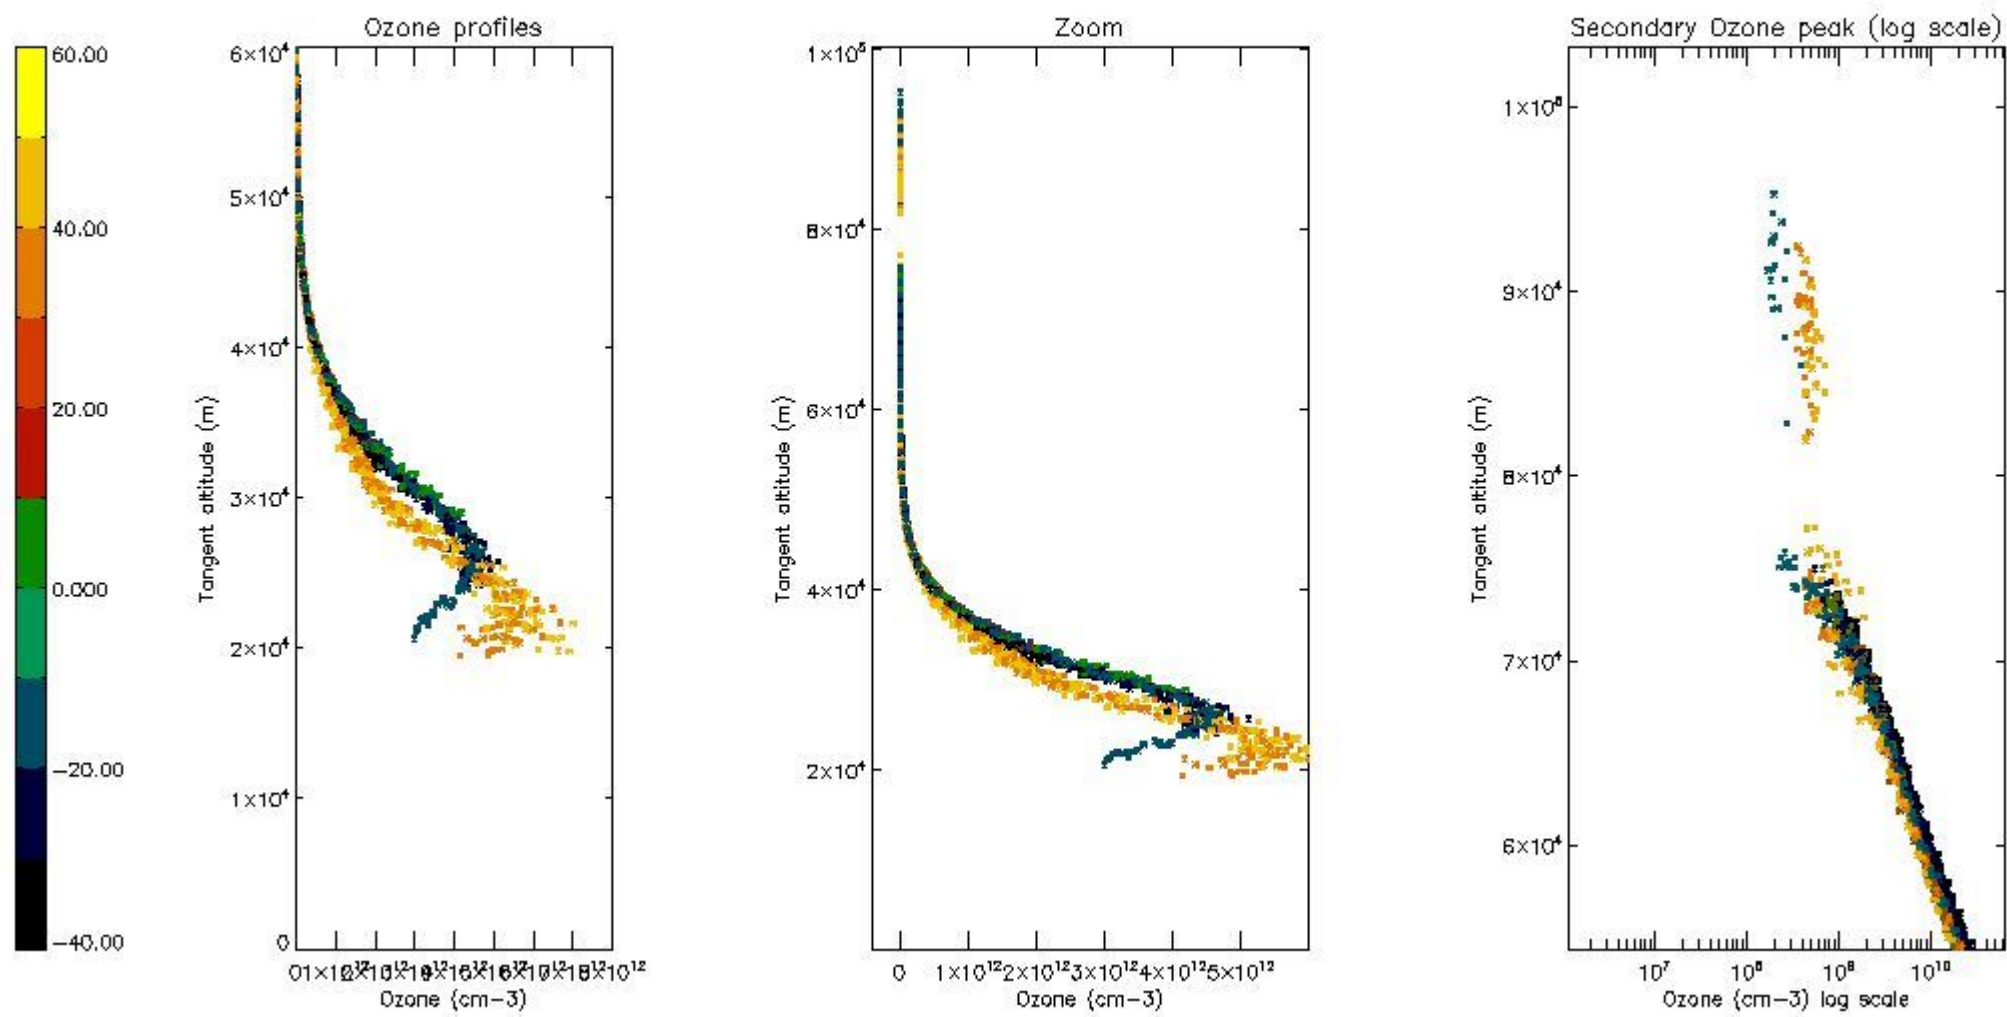 Ozone profiles
Zoom
Secondary Ozone peak (log scale)
60.00
40.00
20.00
0.000
−20.00
−40.00
6×10⁴
5×10⁴
4×10⁴
3×10⁴
2×10⁴
1×10⁴
0
Tangent altitude (m)
Ozone (cm−3)
1×10⁵
8×10⁴
6×10⁴
4×10⁴
2×10⁴
Tangent altitude (m)
0 1×10¹² 2×10¹² 3×10¹² 4×10¹² 5×10¹²
Ozone (cm−3)
9×10⁴
8×10⁴
7×10⁴
6×10⁴
Tangent altitude (m)
10⁷ 10⁸ 10⁹ 10¹⁰
Ozone (cm−3) log scale